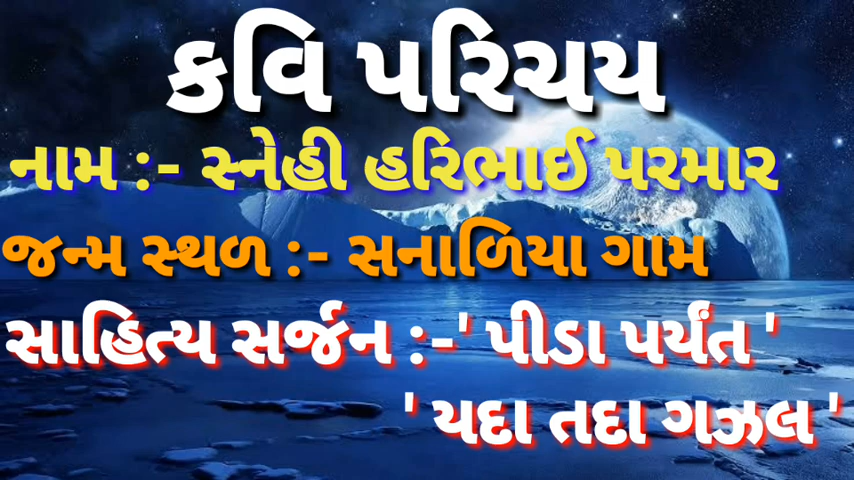 કવિ પરિચય
નામ :- સ્નેહી હરિભાઈ પરમાર
જન્મ સ્થળ :- સનાળિયા ગામ
સાહિત્ય સર્જન :-' પીડા પર્યંત '
' યદા તદા ગઝલ '